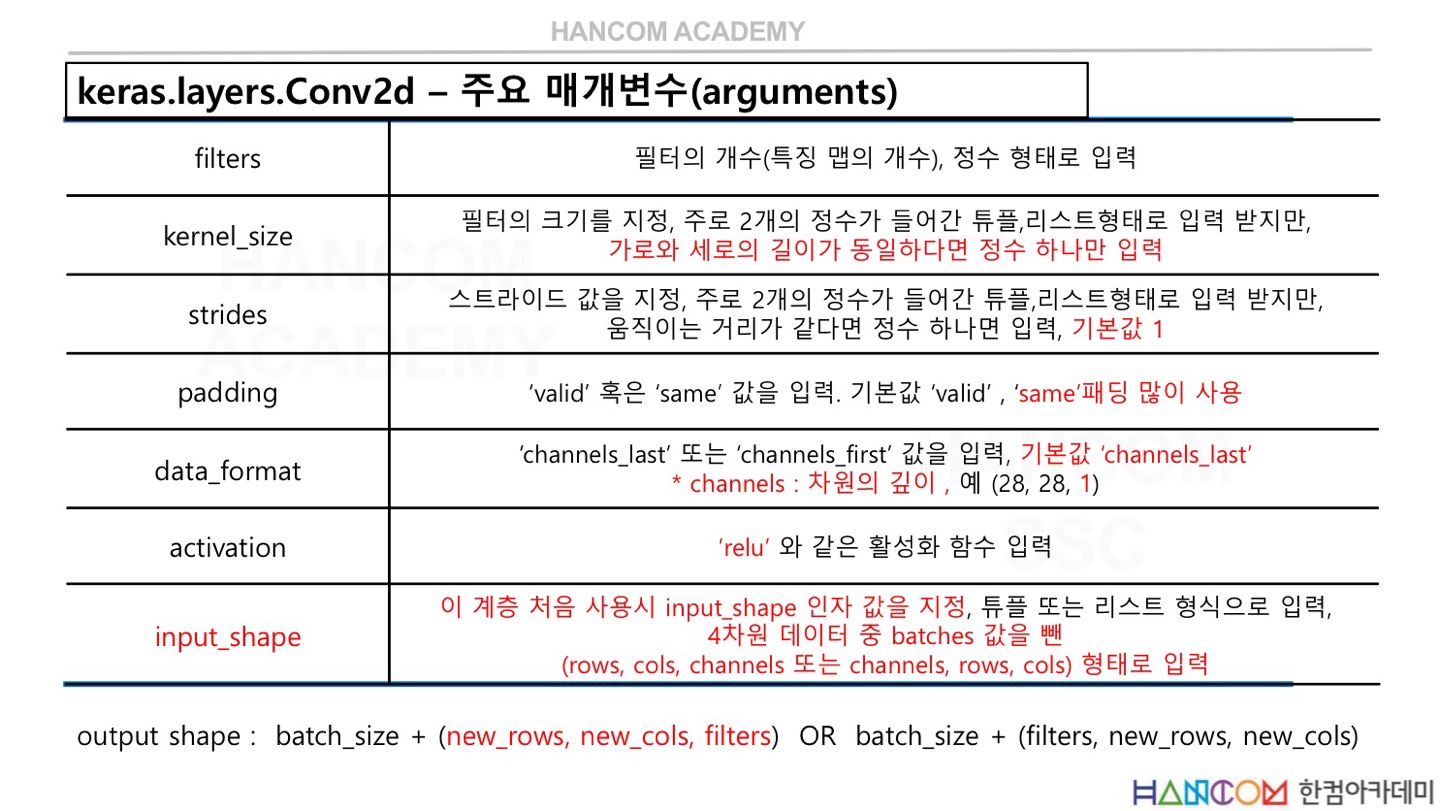 HANCOM ACADEMY
keras.layers.Conv2d – 주요 매개변수(arguments)
filters
필터의 개수(특징 맵의 개수), 정수 형태로 입력
kernel_size
필터의 크기를 지정, 주로 2개의 정수가 들어간 튜플,리스트형태로 입력 받지만,
가로와 세로의 길이가 동일하다면 정수 하나만 입력
strides
스트라이드 값을 지정, 주로 2개의 정수가 들어간 튜플,리스트형태로 입력 받지만,
움직이는 거리가 같다면 정수 하나면 입력, 기본값 1
padding
‘valid’ 혹은 ‘same’ 값을 입력. 기본값 ‘valid’ , ‘same’패딩 많이 사용
data_format
‘channels_last’ 또는 ‘channels_first’ 값을 입력, 기본값 ‘channels_last’
* channels : 차원의 깊이 , 예 (28, 28, 1)
activation
‘relu’ 와 같은 활성화 함수 입력
input_shape
이 계층 처음 사용시 input_shape 인자 값을 지정, 튜플 또는 리스트 형식으로 입력,
4차원 데이터 중 batches 값을 뺀
(rows, cols, channels 또는 channels, rows, cols) 형태로 입력
output shape : batch_size + (new_rows, new_cols, filters) OR batch_size + (filters, new_rows, new_cols)
HANCOM 한컴아카데미
HANCOM
ACADEMY
HANCOM
SSC